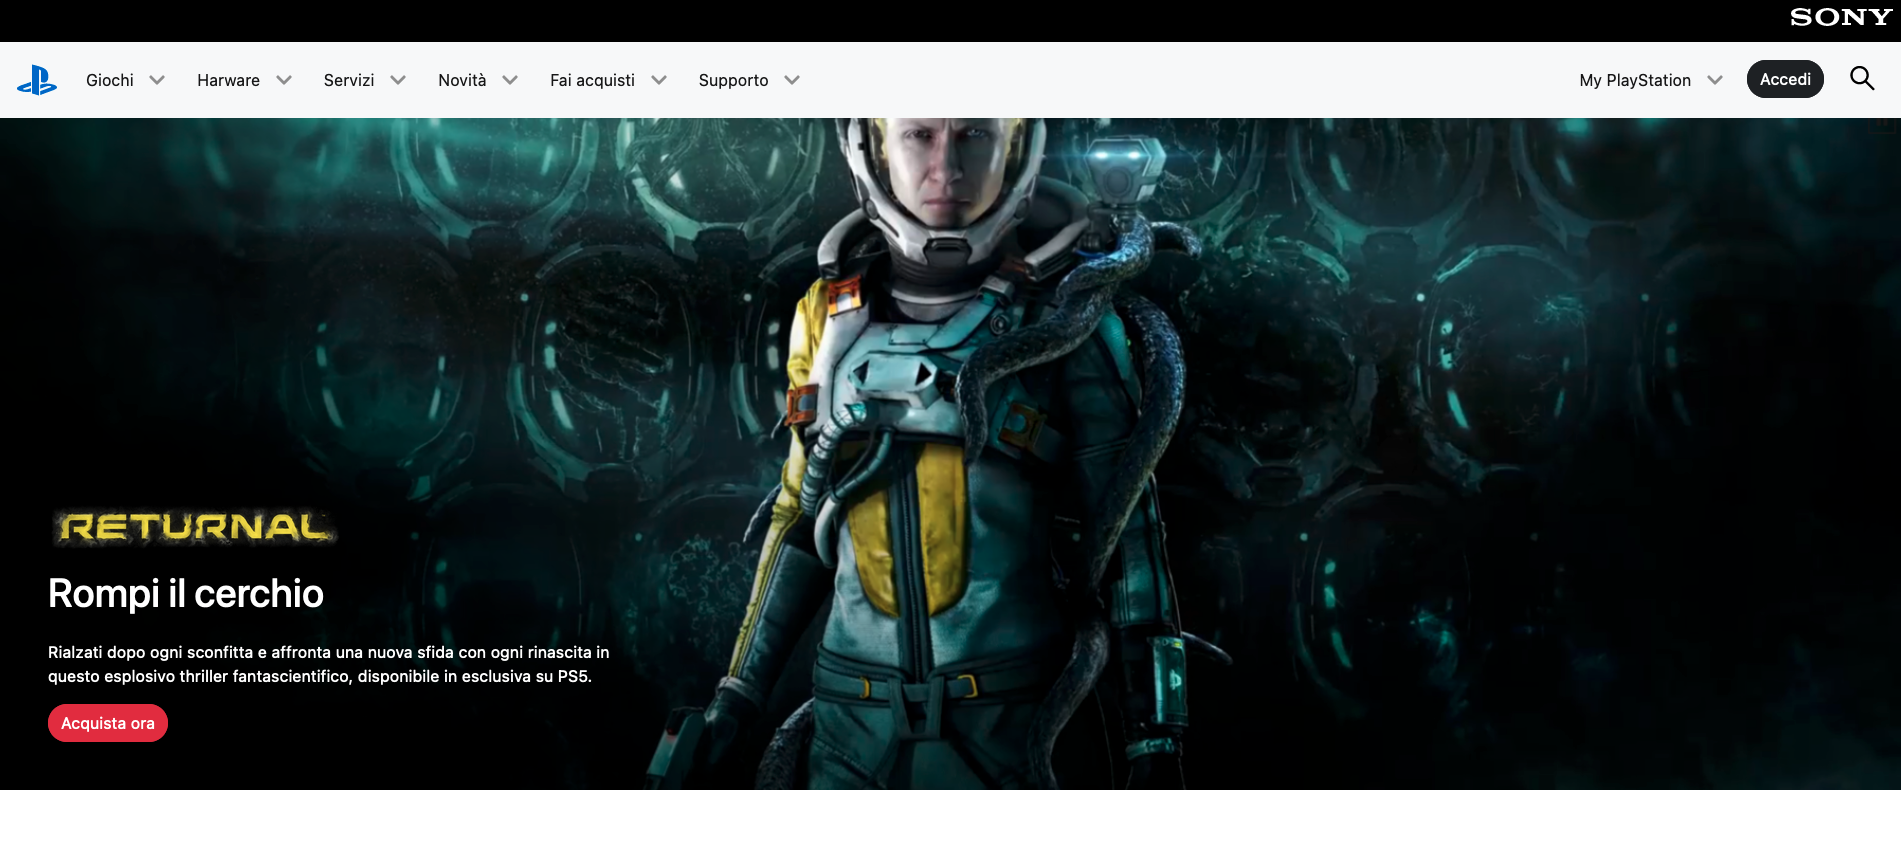 SONY
Giochi
Harware
Servizi
Novità
Fai acquisti
Supporto
My PlayStation
Accedi
RETURNAL
Rompi il cerchio
Rialzati dopo ogni sconfitta e affronta una nuova sfida con ogni rinascita in
questo esplosivo thriller fantascientifico, disponibile in esclusiva su PS5.
Acquista ora